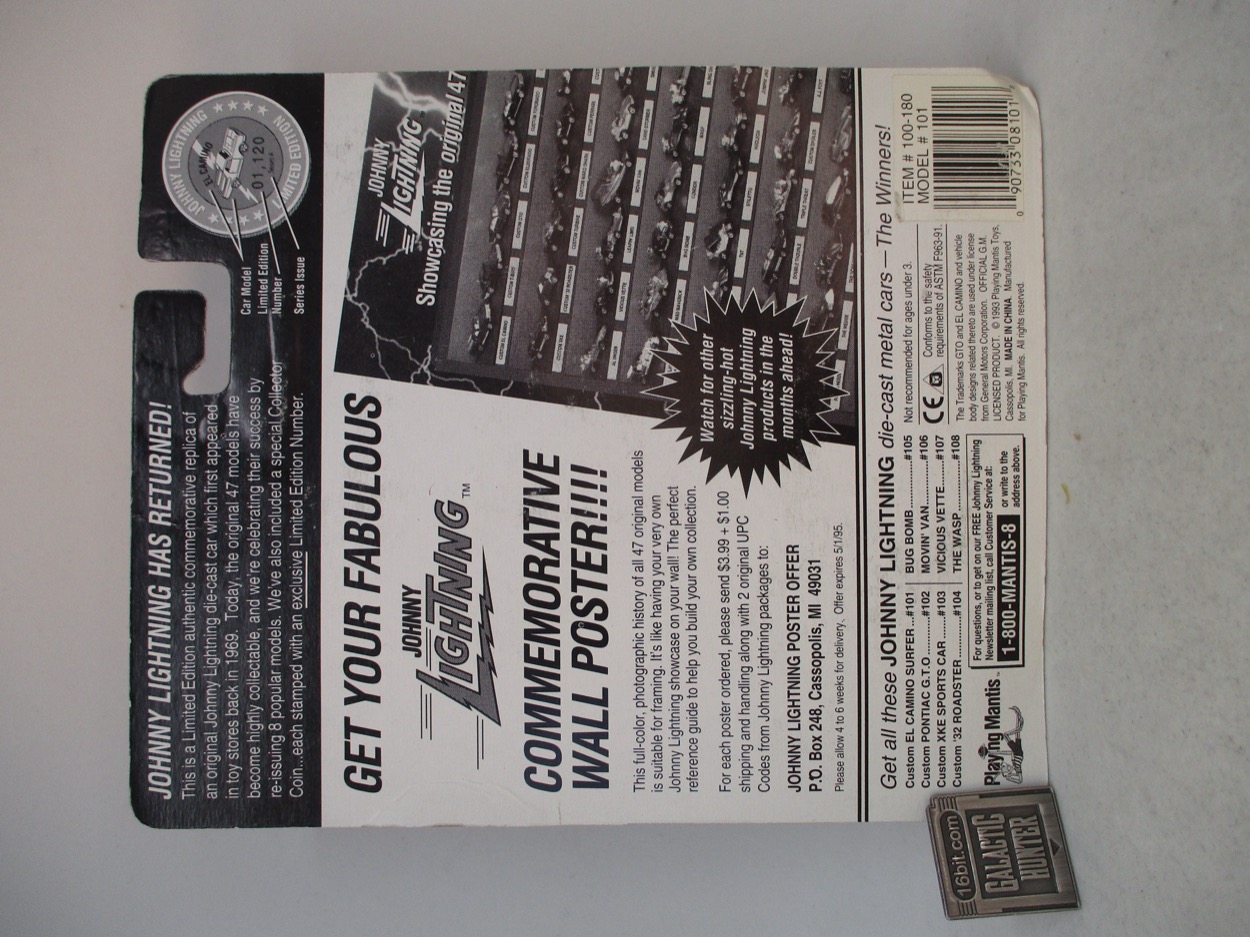 JOHNNY LIGHTNING HAS RETURNED!
This is a Limited Edition authentic commemorative replica of
an original Johnny Lightning die-cast car which first appeared
in toy stores back in 1969. Today, the original 47 models have
become highly collectable, and we're celebrating their success by
re-issuing 8 popular models. We've also included a special Collector
Coin...each stamped with an exclusive Limited Edition Number.
Car Model
Limited Edition
Number
Series Issue
JOHNNY LIGHTNING
EL CAMINO
01,120
LIMITED EDITION
GET YOUR FABULOUS
JOHNNY
LIGHTNING™
COMMEMORATIVE
WALL POSTER!!!!
JOHNNY
LIGHTNING
Showcasing the original 47
This full-color, photographic history of all 47 original models
is suitable for framing. It's like having your very own
Johnny Lightning showcase on your wall! The perfect
reference guide to help you build your own collection.
For each poster ordered, please send $3.99 + $1.00
shipping and handling along with 2 original UPC
Codes from Johnny Lightning packages to:
JOHNNY LIGHTNING POSTER OFFER
P.O. Box 248, Cassopolis, MI 49031
Please allow 4 to 6 weeks for delivery. Offer expires 5/1/95.
Watch for other
sizzling-hot
Johnny Lightning
products in the
months ahead!
Get all these JOHNNY LIGHTNING die-cast metal cars — The Winners!
Custom EL CAMINO SURFER...#101
Custom PONTIAC G.T.O..........#102
Custom XKE SPORTS CAR.....#103
Custom '32 ROADSTER...........#104
BUG BOMB............#105
MOVIN' VAN...........#106
VICIOUS VETTE.....#107
THE WASP............#108
Playing Mantis™
For questions, or to get on our FREE Johnny Lightning
Newsletter mailing list, call Customer Service at:
1-800-MANTIS-8
or write to the
address above.
Not recommended for ages under 3.
CE
Conforms to the safety
requirements of ASTM F963-91.
The Trademarks GTO and EL CAMINO and vehicle
body designs related thereto are used under license
from General Motors Corporation. OFFICIAL G.M.
LICENSED PRODUCT. © 1993 Playing Mantis Toys,
Cassopolis, MI. MADE IN CHINA. Manufactured
for Playing Mantis. All rights reserved.
ITEM # 100-180
MODEL # 101
0 90733 08101
16bit.com
GALACTIC
HUNTER